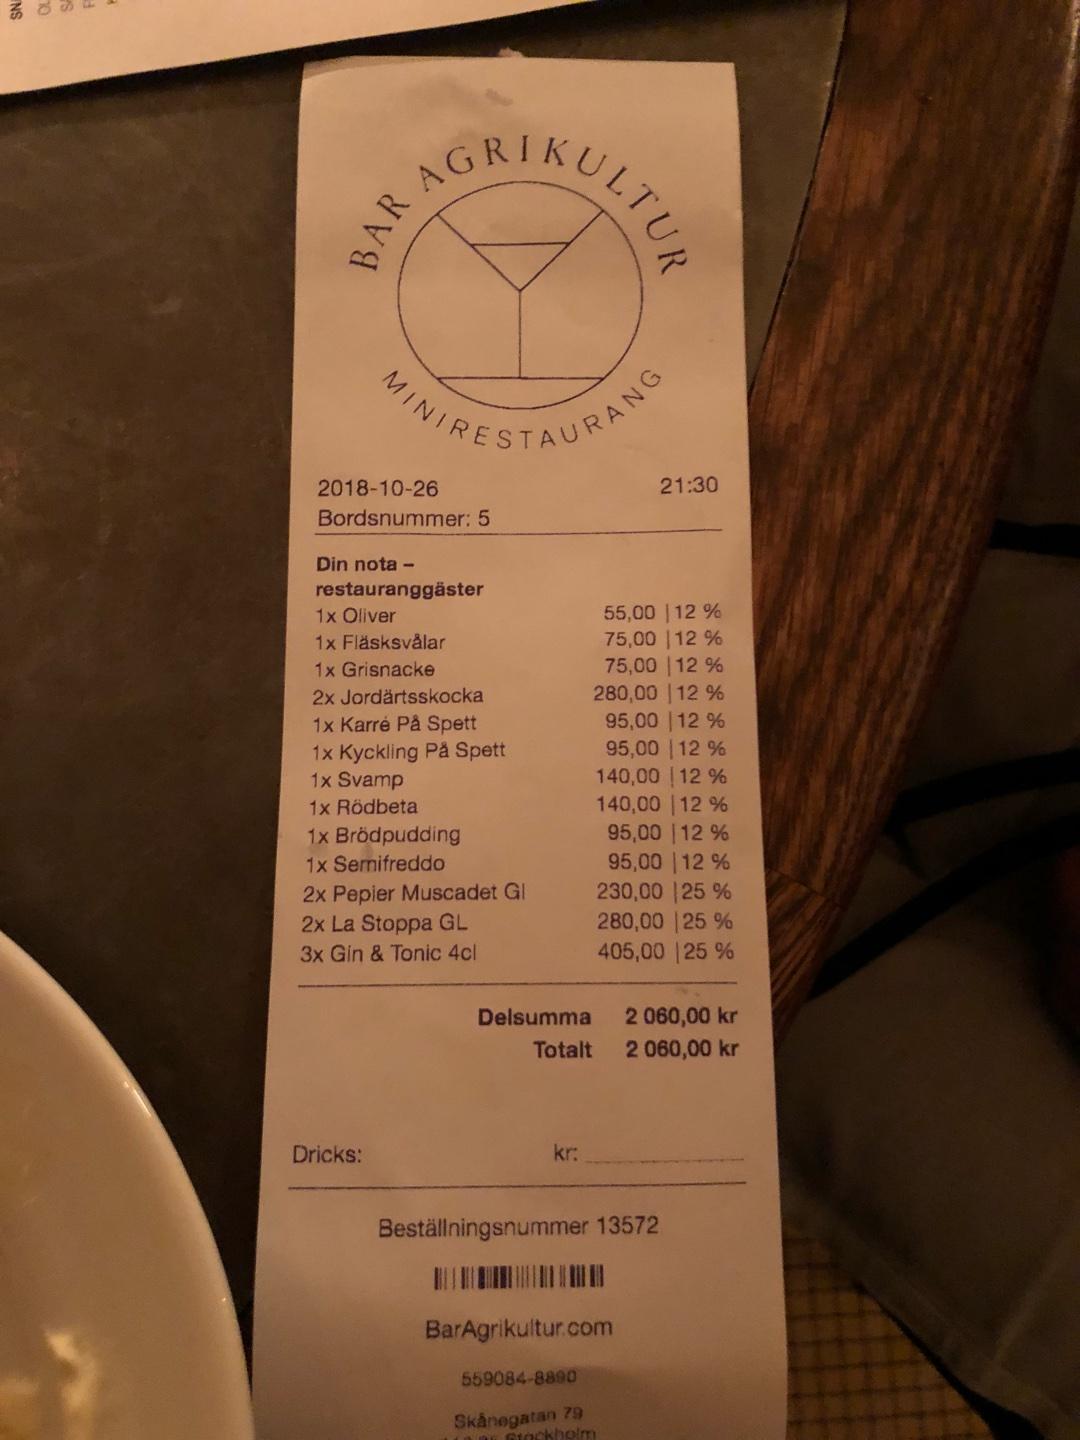 BAR AGRIKULTUR
MINIRESTAURANG
2018-10-26 21:30
Bordsnummer: 5
Din nota –
restauranggäster
1x Oliver 55,00 | 12 %
1x Fläsksvålar 75,00 | 12 %
1x Grisnacke 75,00 | 12 %
2x Jordärtsskocka 280,00 | 12 %
1x Karré På Spett 95,00 | 12 %
1x Kyckling På Spett 95,00 | 12 %
1x Svamp 140,00 | 12 %
1x Rödbeta 140,00 | 12 %
1x Brödpudding 95,00 | 12 %
1x Semifreddo 95,00 | 12 %
2x Pepier Muscadet Gl 230,00 | 25 %
2x La Stoppa GL 280,00 | 25 %
3x Gin & Tonic 4cl 405,00 | 25 %
Delsumma 2 060,00 kr
Totalt 2 060,00 kr
Dricks: kr:
Beställningsnummer 13572
BarAgrikultur.com
559084-8890
Skånegatan 79
Stockholm